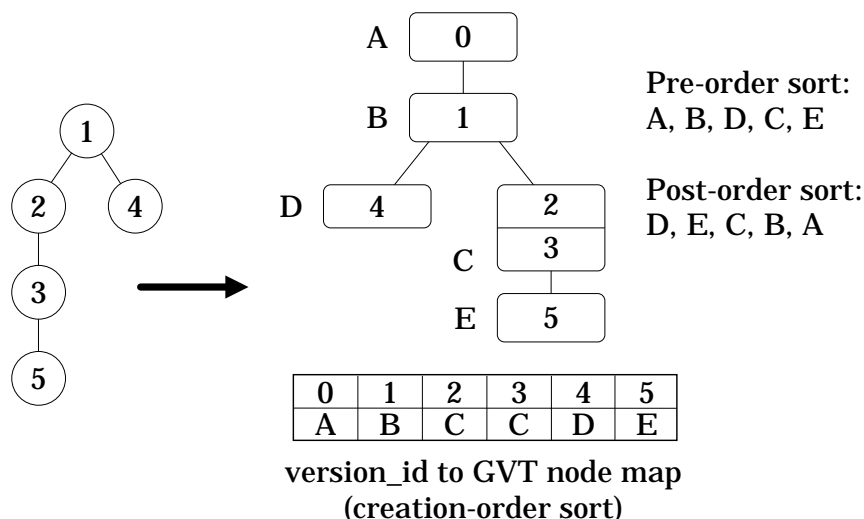 1
2
4
3
5
A
0
B
1
D
4
2
C
3
E
5
Pre-order sort:
A, B, D, C, E
Post-order sort:
D, E, C, B, A
0 1 2 3 4 5
A B C C D E
version_id to GVT node map
(creation-order sort)